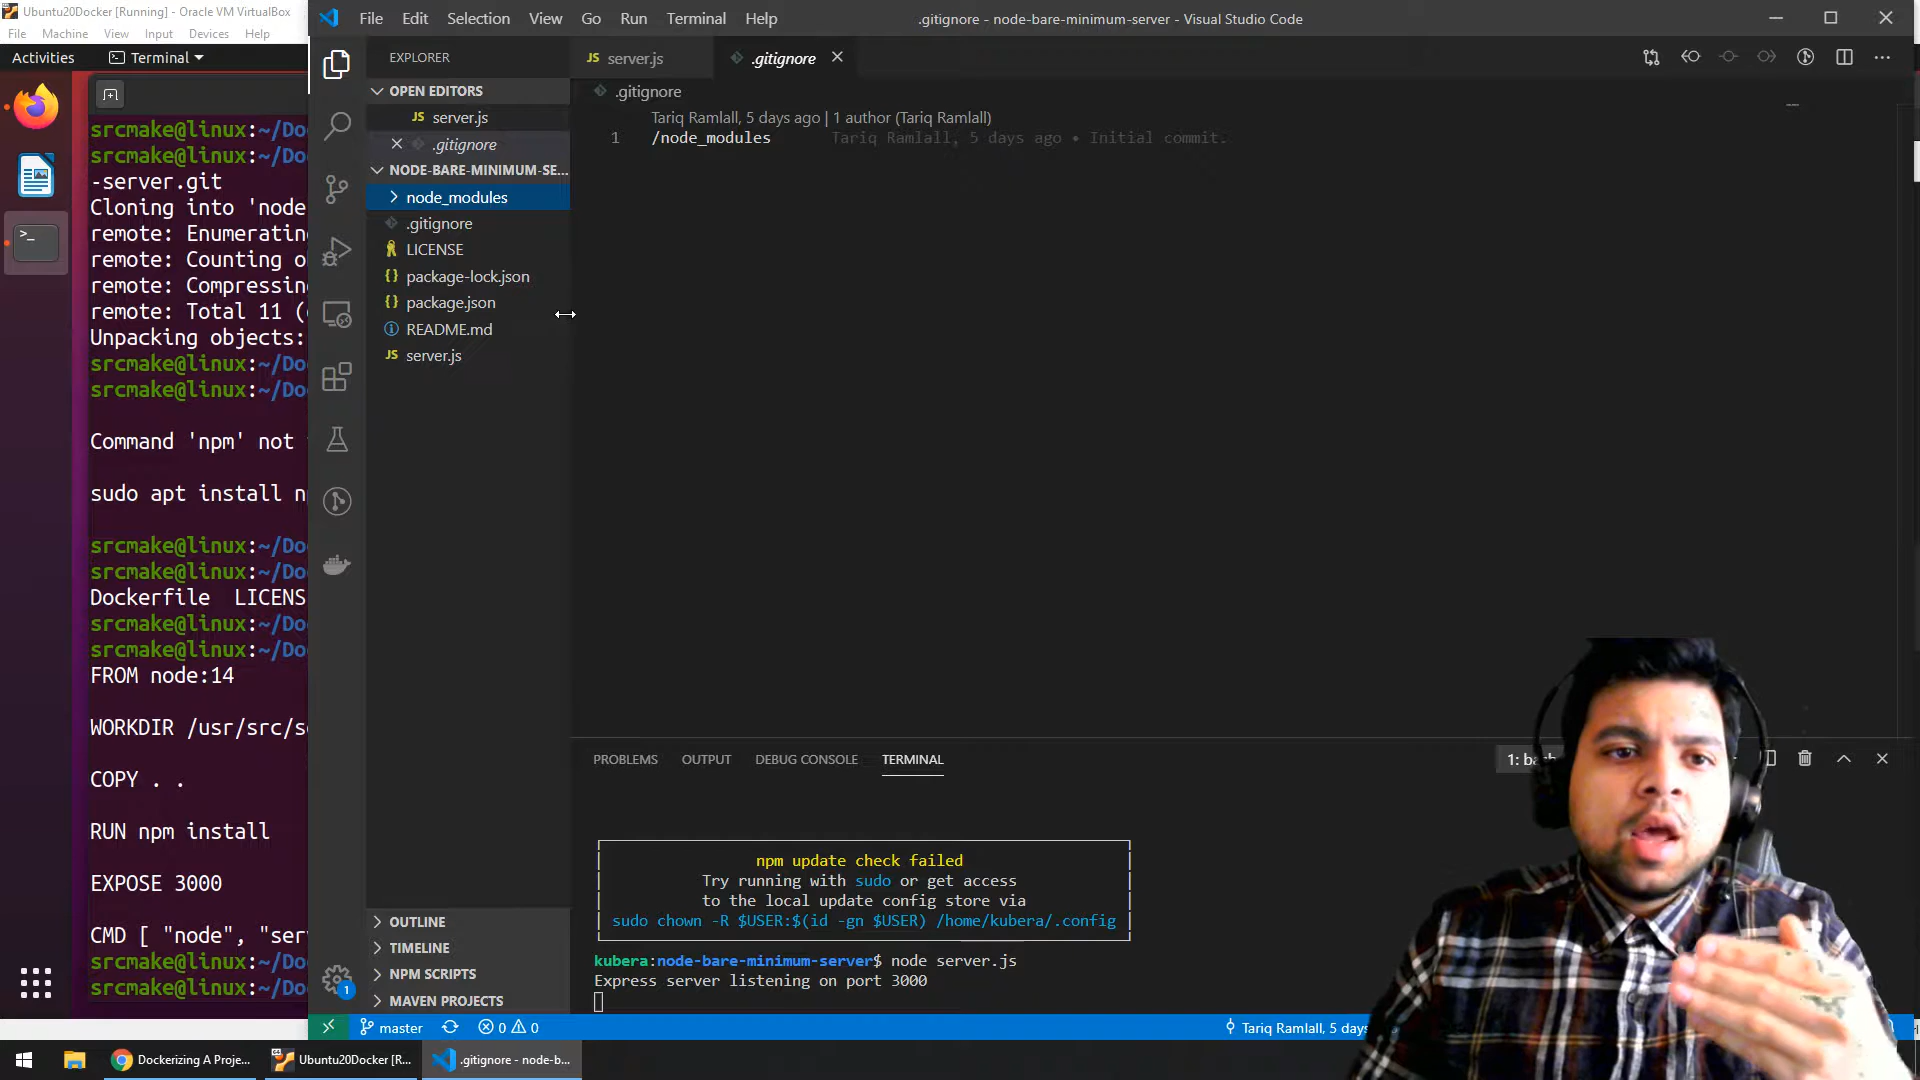 Ubuntu20Docker [Running] - Oracle VM VirtualBox
File Machine View Input Devices Help
Activities Terminal
srcmake@linux:~/Do
srcmake@linux:~/Do
-server.git
Cloning into 'node
remote: Enumeratin
remote: Counting o
remote: Compressin
remote: Total 11 (
Unpacking objects:
srcmake@linux:~/Do
srcmake@linux:~/Do
Command 'npm' not
sudo apt install n
srcmake@linux:~/Do
srcmake@linux:~/Do
Dockerfile LICENS
srcmake@linux:~/Do
srcmake@linux:~/Do
FROM node:14
WORKDIR /usr/src/s
COPY . .
RUN npm install
EXPOSE 3000
CMD [ "node", "ser
srcmake@linux:~/Do
srcmake@linux:~/Do
File Edit Selection View Go Run Terminal Help
.gitignore - node-bare-minimum-server - Visual Studio Code
EXPLORER
OPEN EDITORS
JS server.js
.gitignore
NODE-BARE-MINIMUM-SE...
node_modules
.gitignore
LICENSE
{} package-lock.json
{} package.json
README.md
JS server.js
OUTLINE
TIMELINE
NPM SCRIPTS
MAVEN PROJECTS
1
JS server.js
.gitignore
.gitignore
Tariq Ramlall, 5 days ago | 1 author (Tariq Ramlall)
1 /node_modules Tariq Ramlall, 5 days ago • Initial commit.
PROBLEMS OUTPUT DEBUG CONSOLE TERMINAL
1: bash
npm update check failed
Try running with sudo or get access
to the local update config store via
sudo chown -R $USER:$(id -gn $USER) /home/kubera/.config
kubera:node-bare-minimum-server$ node server.js
Express server listening on port 3000
master 0 0
Tariq Ramlall, 5 days
Dockerizing A Proje...
Ubuntu20Docker [R...
.gitignore - node-b...